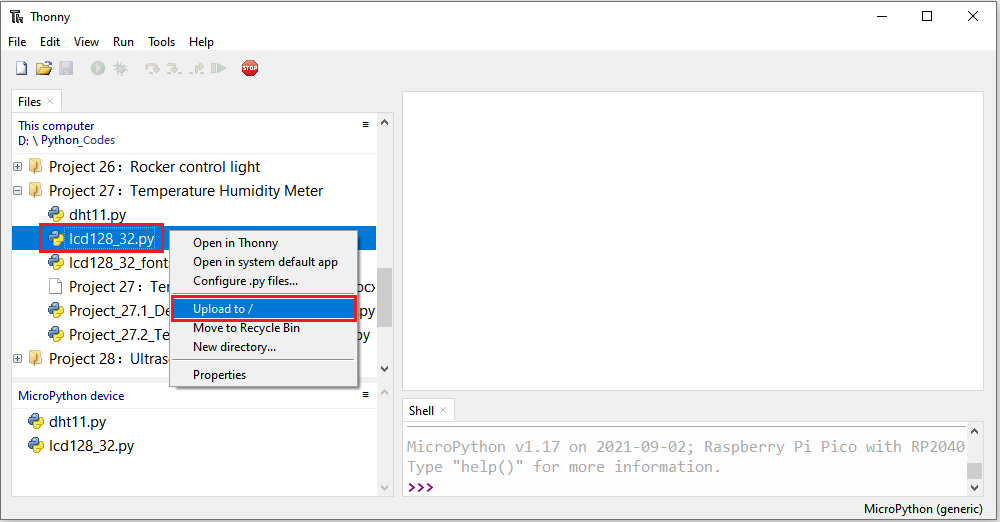 Thonny
File Edit View Run Tools Help
STOP
Files
This computer
D: \ Python_Codes
Project 26：Rocker control light
Project 27：Temperature Humidity Meter
dht11.py
lcd128_32.py
lcd128_32_font
Project 27：Te
ocx
Project_27.1_De
py
Project_27.2_Te
py
Project 28：Ultras
Open in Thonny
Open in system default app
Configure .py files...
Upload to /
Move to Recycle Bin
New directory...
Properties
MicroPython device
dht11.py
lcd128_32.py
Shell
MicroPython v1.17 on 2021-09-02; Raspberry Pi Pico with RP2040
Type "help()" for more information.
>>>
MicroPython (generic)